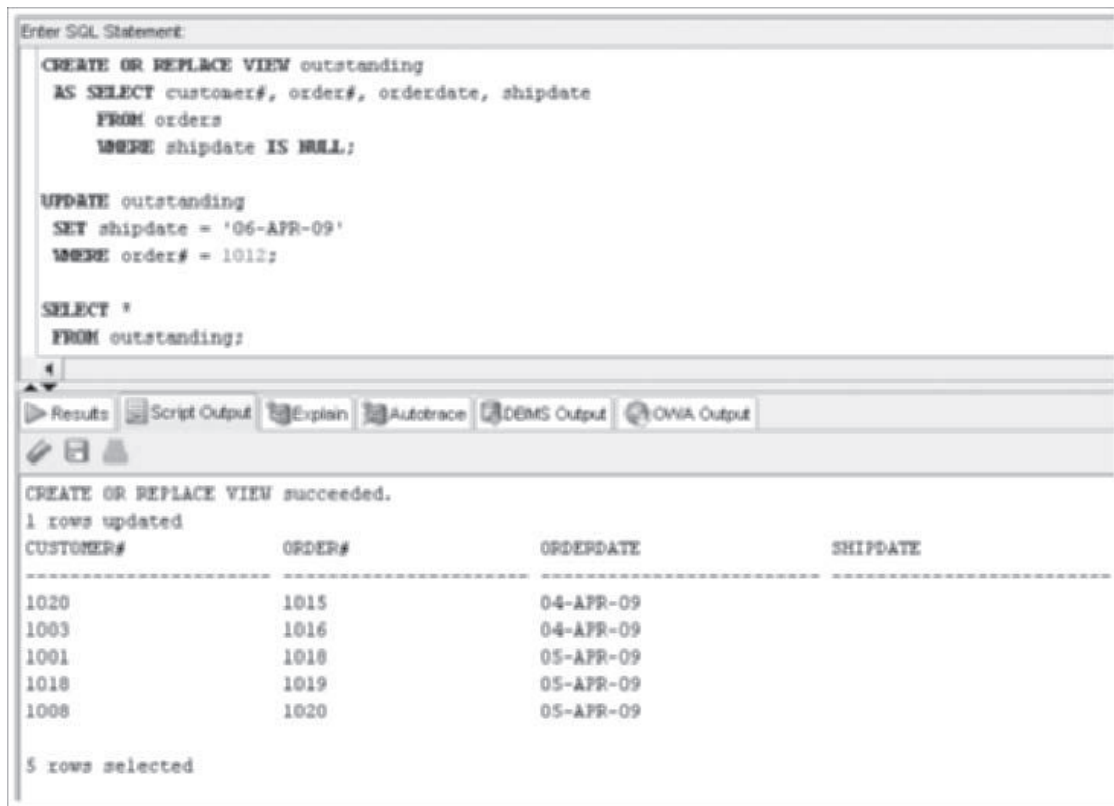 Enter SQL Statement:
CREATE OR REPLACE VIEW outstanding
AS SELECT customer#, order#, orderdate, shipdate
FROM orders
WHERE shipdate IS NULL;
UPDATE outstanding
SET shipdate = '06-APR-09'
WHERE order# = 1012;
SELECT *
FROM outstanding;
Results Script Output Explain Autotrace DBMS Output OWA Output
CREATE OR REPLACE VIEW succeeded.
1 rows updated
CUSTOMER# ORDER# ORDERDATE SHIPDATE
---------------------- ---------------------- ------------------------- -------------------------
1020 1015 04-APR-09
1003 1016 04-APR-09
1001 1018 05-APR-09
1018 1019 05-APR-09
1008 1020 05-APR-09
5 rows selected